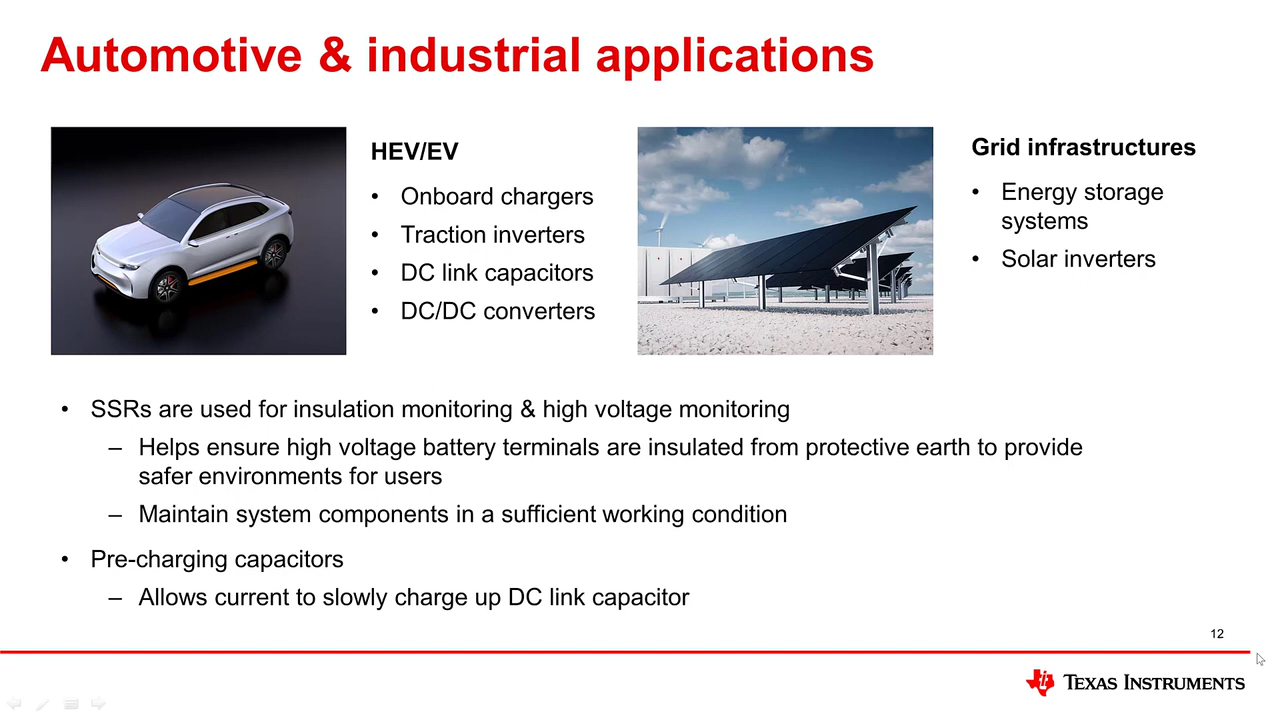 Automotive & industrial applications
HEV/EV
• Onboard chargers
• Traction inverters
• DC link capacitors
• DC/DC converters
Grid infrastructures
• Energy storage
systems
• Solar inverters
• SSRs are used for insulation monitoring & high voltage monitoring
– Helps ensure high voltage battery terminals are insulated from protective earth to provide
safer environments for users
– Maintain system components in a sufficient working condition
• Pre-charging capacitors
– Allows current to slowly charge up DC link capacitor
12
TEXAS INSTRUMENTS